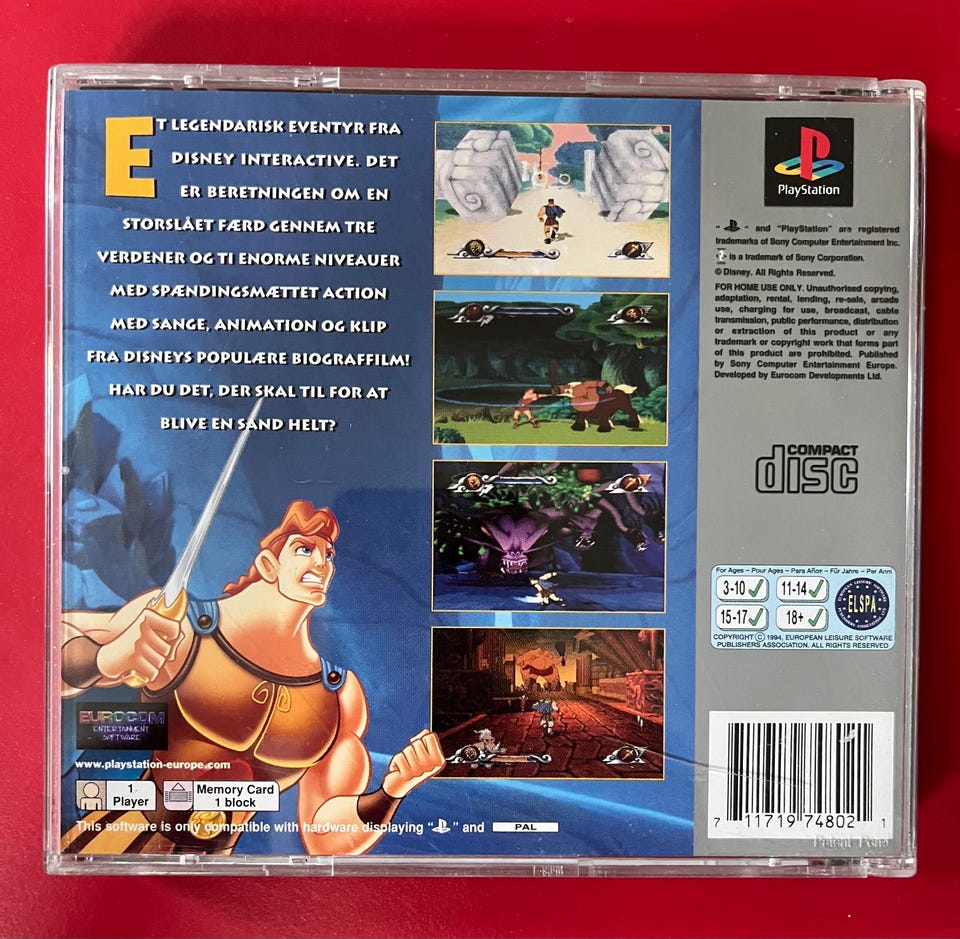 ET LEGENDARISK EVENTYR FRA
DISNEY INTERACTIVE. DET
ER BERETNINGEN OM EN
STORSLÅET FÆRD GENNEM TRE
VERDENER OG TI ENORME NIVEAUER
MED SPÆNDINGSMÆTTET ACTION
MED SANGE, ANIMATION OG KLIP
FRA DISNEYS POPULÆRE BIOGRAFFILM!
HAR DU DET, DER SKAL TIL FOR AT
BLIVE EN SAND HELT?
EUROCOM
ENTERTAINMENT
SOFTWARE
www.playstation-europe.com
1
Player
Memory Card
1 block
This software is only compatible with hardware displaying " " and PAL
PlayStation
" " and "PlayStation" are registered
trademarks of Sony Computer Entertainment Inc.
is a trademark of Sony Corporation.
© Disney. All Rights Reserved.
FOR HOME USE ONLY. Unauthorised copying,
adaptation, rental, lending, re-sale, arcade
use, charging for use, broadcast, cable
transmission, public performance, distribution
or extraction of this product or any
trademark or copyright work that forms part
of this product are prohibited. Published
by Sony Computer Entertainment Europe.
Developed by Eurocom Developments Ltd.
COMPACT
disc
For Ages - Pour Ages - Para Años - Für Jahre - Per Anni
3-10 11-14
15-17 18+
ELSPA
COPYRIGHT © 1994, EUROPEAN LEISURE SOFTWARE
PUBLISHERS ASSOCIATION. ALL RIGHTS RESERVED
7 11719 74802 1
Patent Pens